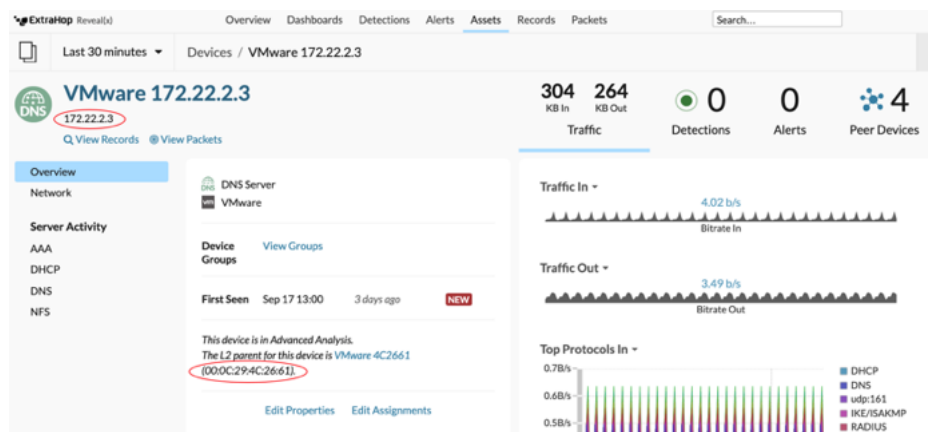 ExtraHop Reveal(x)
Overview Dashboards Detections Alerts Assets Records Packets
Search...
Last 30 minutes
Devices / VMware 172.22.2.3
DNS
VMware 172.22.2.3
172.22.2.3
View Records View Packets
304 KB In
264 KB Out
Traffic
0
Detections
0
Alerts
4
Peer Devices
Overview
Network
Server Activity
AAA
DHCP
DNS
NFS
DNS
DNS Server
vm
VMware
Device Groups
View Groups
First Seen Sep 17 13:00 3 days ago NEW
This device is in Advanced Analysis.
The L2 parent for this device is VMware 4C2661
(00:0C:29:4C:26:61).
Edit Properties Edit Assignments
Traffic In
4.02 b/s
Bitrate In
Traffic Out
3.49 b/s
Bitrate Out
Top Protocols In
0.7B/s
0.6B/s
0.5B/s
DHCP
DNS
udp:161
IKE/ISAKMP
RADIUS